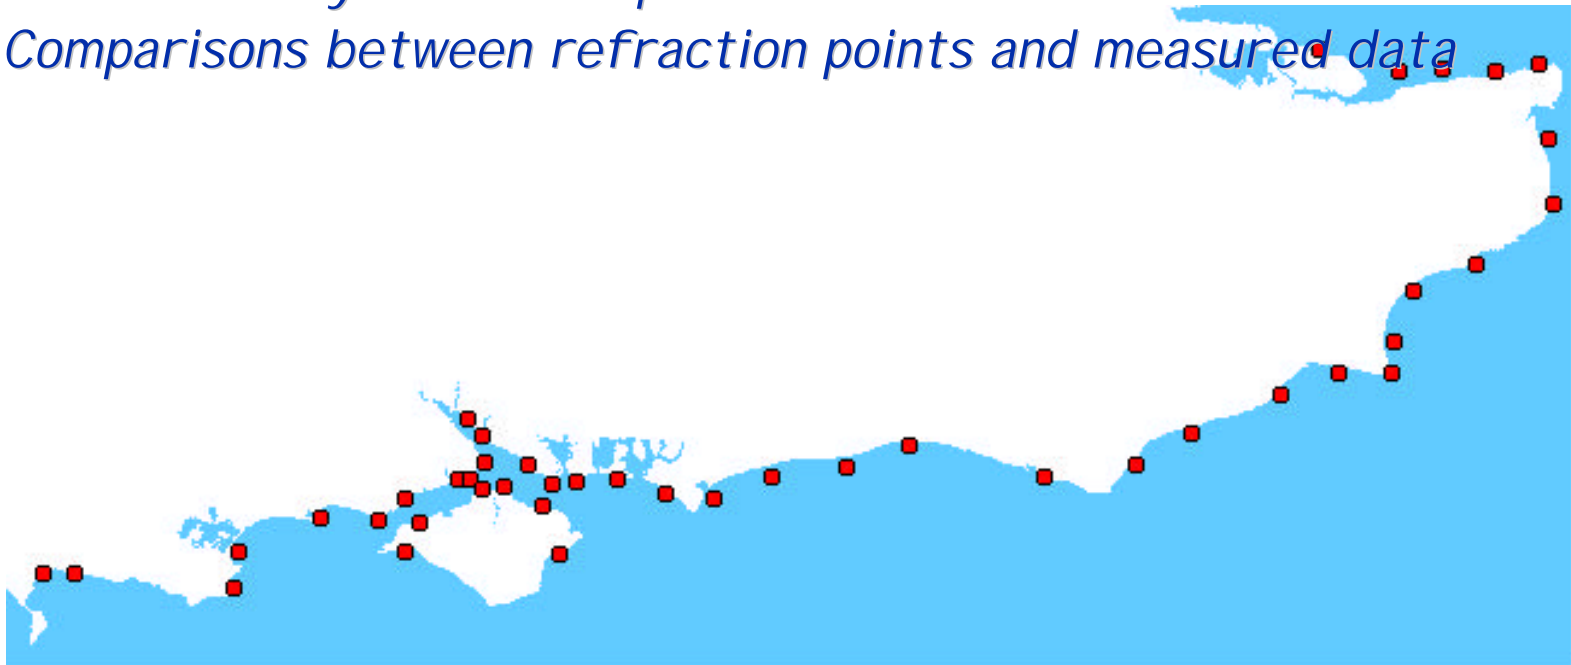 Comparisons between refraction points and measured data